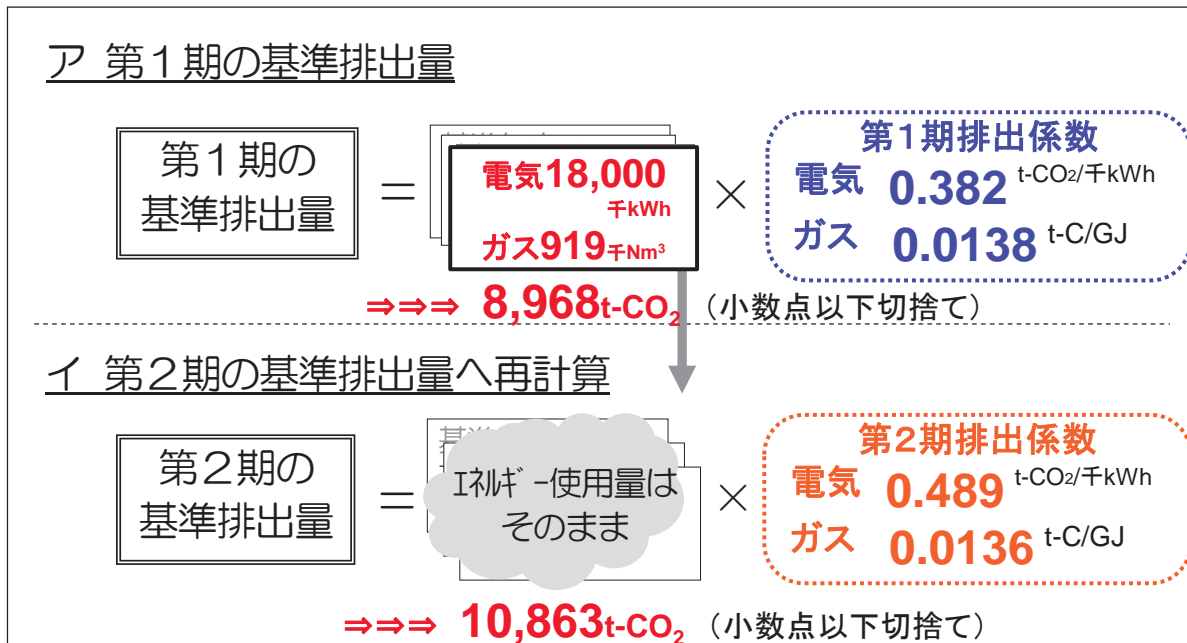 ア 第１期の基準排出量
第１期の
基準排出量
＝
電気18,000
千kWh
ガス919千Nm³
×
第1期排出係数
電気 0.382 t-CO₂/千kWh
ガス 0.0138 t-C/GJ
⇒⇒⇒ 8,968t-CO₂ （小数点以下切捨て）
イ 第２期の基準排出量へ再計算
第２期の
基準排出量
＝
ｴﾈﾙｷﾞｰ使用量は
そのまま
×
第2期排出係数
電気 0.489 t-CO₂/千kWh
ガス 0.0136 t-C/GJ
⇒⇒⇒ 10,863t-CO₂ （小数点以下切捨て）